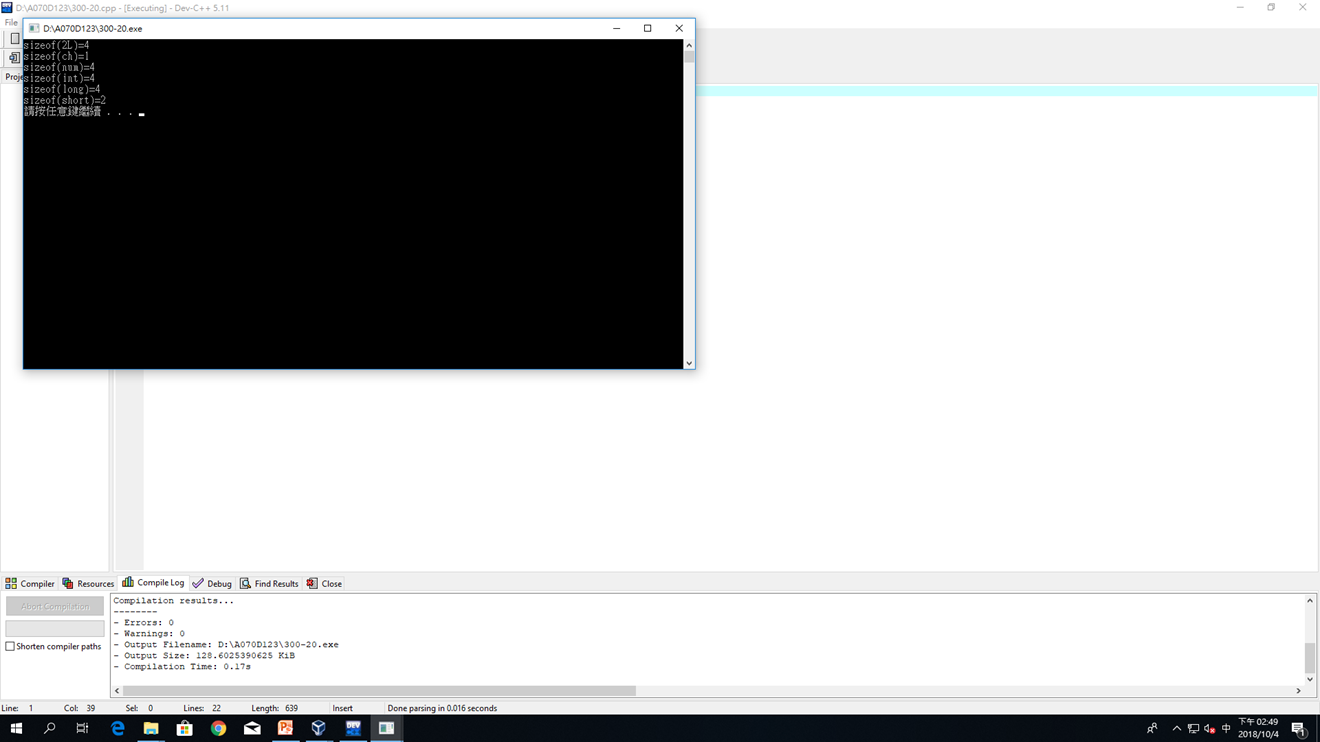 D:\A070D123\300-20.cpp - [Executing] - Dev-C++ 5.11
File
D:\A070D123\300-20.exe
sizeof(2L)=4
sizeof(ch)=1
sizeof(num)=4
sizeof(int)=4
sizeof(long)=4
sizeof(short)=2
請按任意鍵繼續 . . .
Proje
Compiler Resources Compile Log Debug Find Results Close
Abort Compilation
Shorten compiler paths
Compilation results...
--------
- Errors: 0
- Warnings: 0
- Output Filename: D:\A070D123\300-20.exe
- Output Size: 128.6025390625 KiB
- Compilation Time: 0.17s
Line: 1 Col: 39 Sel: 0 Lines: 22 Length: 639 Insert Done parsing in 0.016 seconds
DEV
中
下午 02:49
2018/10/4
1